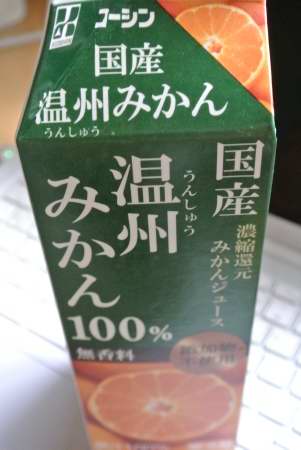 ユーシン
国産
温州みかん
うんしゅう
国産
濃縮還元
みかんジュース
うんしゅう
温州
みかん
100%
無香料